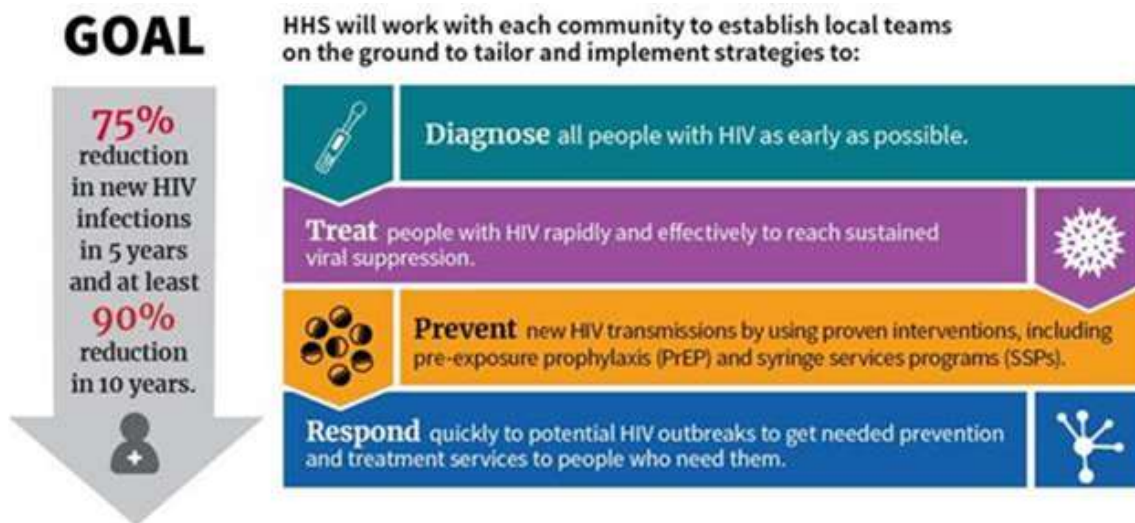 GOAL
75%
reduction
in new HIV
infections
in 5 years
and at least
90%
reduction
in 10 years.
HHS will work with each community to establish local teams
on the ground to tailor and implement strategies to:
Diagnose all people with HIV as early as possible.
Treat people with HIV rapidly and effectively to reach sustained
viral suppression.
Prevent new HIV transmissions by using proven interventions, including
pre-exposure prophylaxis (PrEP) and syringe services programs (SSPs).
Respond quickly to potential HIV outbreaks to get needed prevention
and treatment services to people who need them.